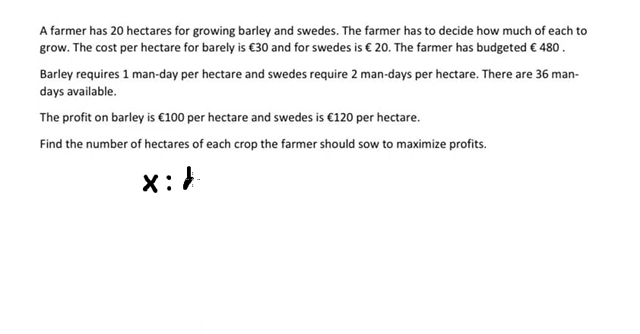 A farmer has 20 hectares for growing barley and swedes. The farmer has to decide how much of each to
grow. The cost per hectare for barely is €30 and for swedes is € 20. The farmer has budgeted € 480 .
Barley requires 1 man-day per hectare and swedes require 2 man-days per hectare. There are 36 man-
days available.
The profit on barley is €100 per hectare and swedes is €120 per hectare.
Find the number of hectares of each crop the farmer should sow to maximize profits.
x :